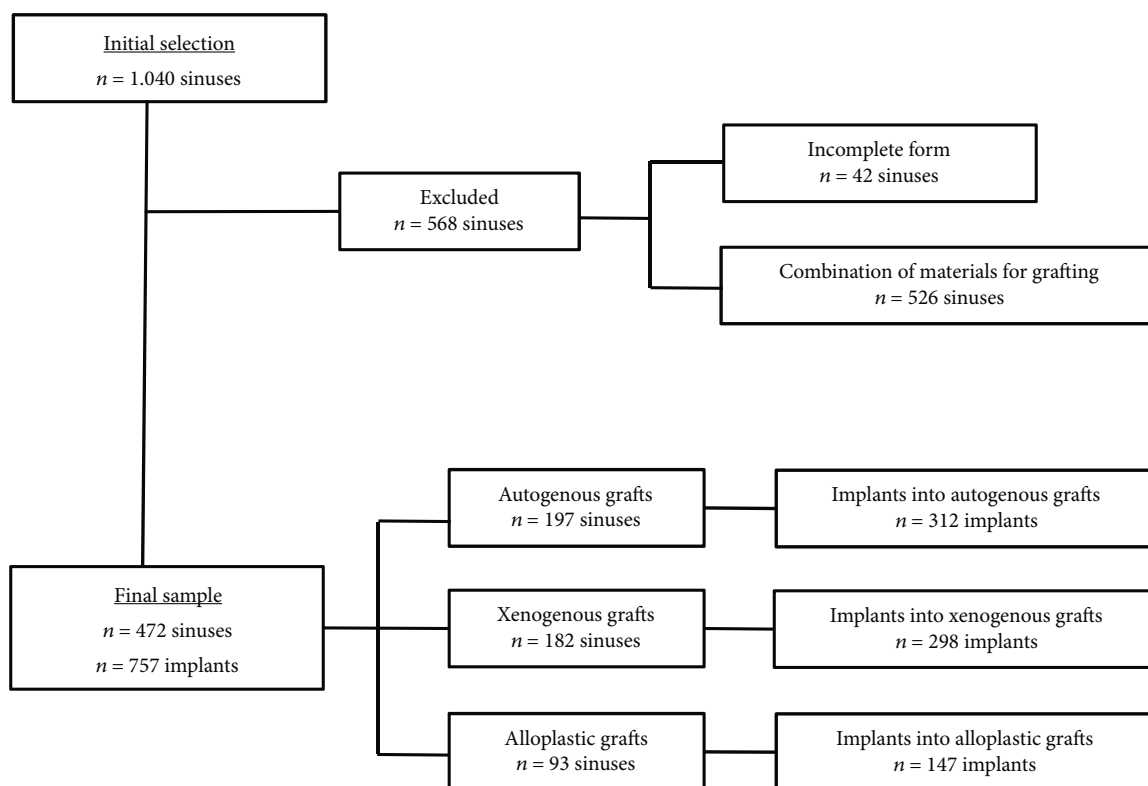 Initial selection
n = 1.040 sinuses
Incomplete form
n = 42 sinuses
Excluded
n = 568 sinuses
Combination of materials for grafting
n = 526 sinuses
Autogenous grafts
n = 197 sinuses
Implants into autogenous grafts
n = 312 implants
Final sample
n = 472 sinuses
n = 757 implants
Xenogenous grafts
n = 182 sinuses
Implants into xenogenous grafts
n = 298 implants
Alloplastic grafts
n = 93 sinuses
Implants into alloplastic grafts
n = 147 implants